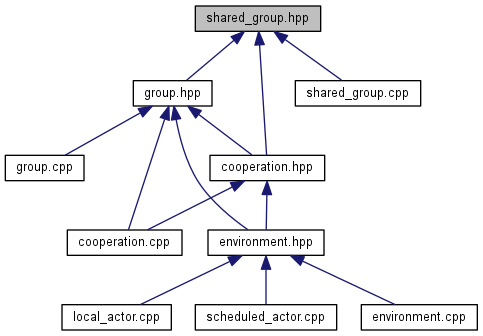 shared_group.hpp
group.hpp
shared_group.cpp
group.cpp
cooperation.hpp
cooperation.cpp
environment.hpp
local_actor.cpp
scheduled_actor.cpp
environment.cpp